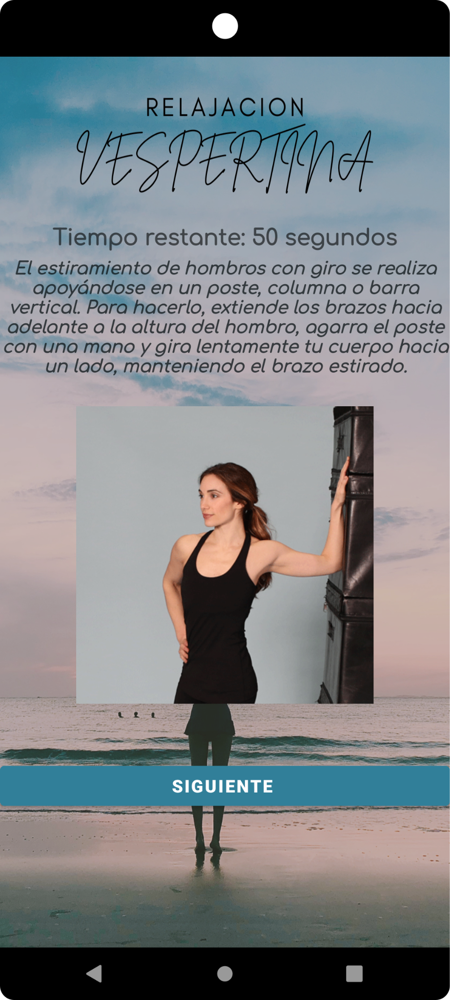 RELAJACION
VESPERTINA
Tiempo restante: 50 segundos
El estiramiento de hombros con giro se realiza
apoyándose en un poste, columna o barra
vertical. Para hacerlo, extiende los brazos hacia
adelante a la altura del hombro, agarra el poste
con una mano y gira lentamente tu cuerpo hacia
un lado, manteniendo el brazo estirado.
SIGUIENTE